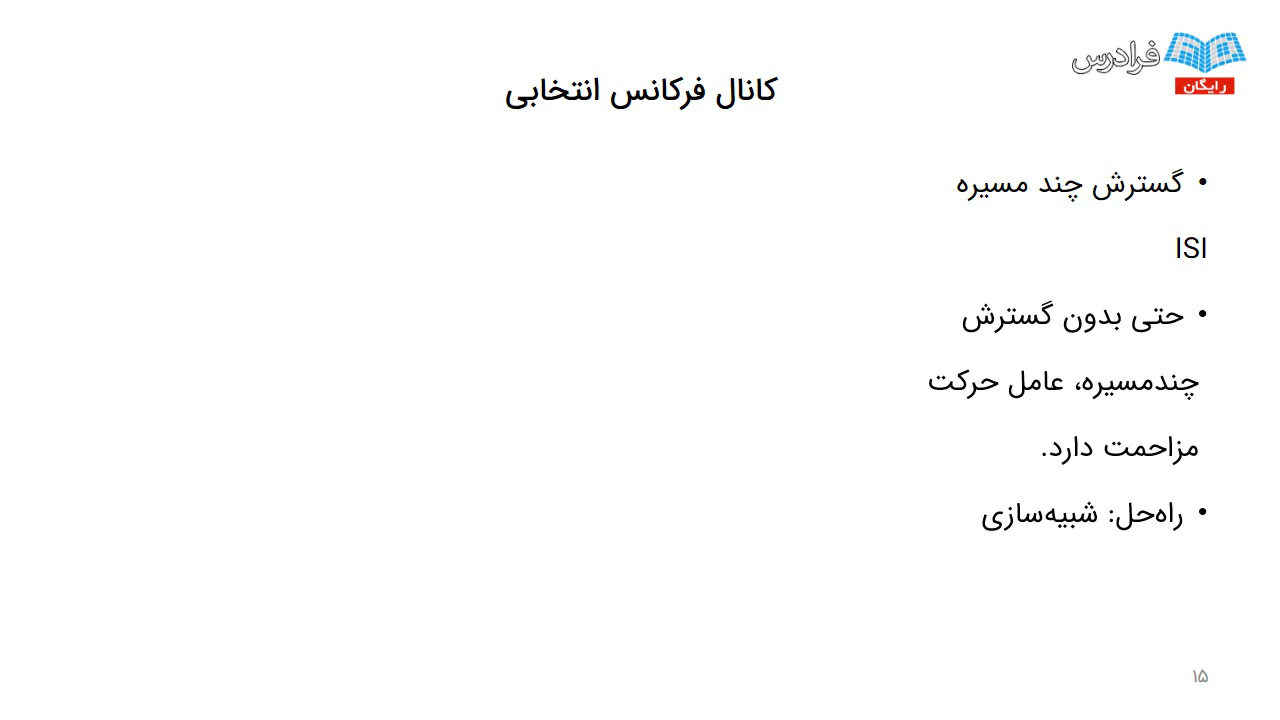 فرادرس
رایگان
کانال فرکانس انتخابی
• گسترش چند مسیره
ISI
• حتی بدون گسترش
چندمسیره، عامل حرکت
مزاحمت دارد.
• راه‌حل: شبیه‌سازی
۱۵